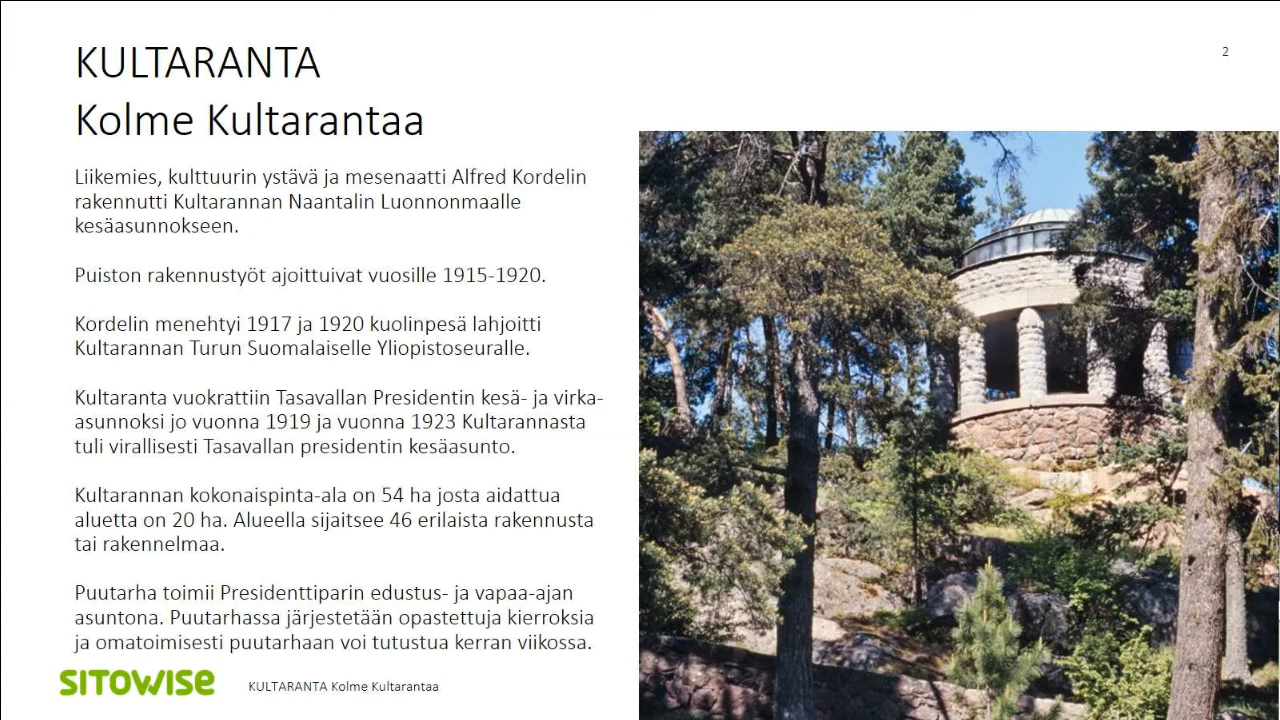 KULTARANTA
Kolme Kultarantaa
2
Liikemies, kulttuurin ystävä ja mesenaatti Alfred Kordelin
rakennutti Kultarannan Naantalin Luonnonmaalle
kesäasunnokseen.
Puiston rakennustyöt ajoittuivat vuosille 1915-1920.
Kordelin menehtyi 1917 ja 1920 kuolinpesä lahjoitti
Kultarannan Turun Suomalaiselle Yliopistoseuralle.
Kultaranta vuokrattiin Tasavallan Presidentin kesä- ja virka-
asunnoksi jo vuonna 1919 ja vuonna 1923 Kultarannasta
tuli virallisesti Tasavallan presidentin kesäasunto.
Kultarannan kokonaispinta-ala on 54 ha josta aidattua
aluetta on 20 ha. Alueella sijaitsee 46 erilaista rakennusta
tai rakennelmaa.
Puutarha toimii Presidenttiparin edustus- ja vapaa-ajan
asuntona. Puutarhassa järjestetään opastettuja kierroksia
ja omatoimisesti puutarhaan voi tutustua kerran viikossa.
SITOWISE
KULTARANTA Kolme Kultarantaa